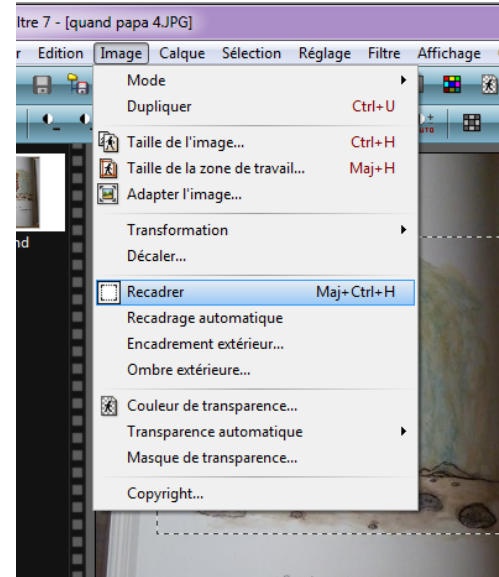 ltre 7 - [quand papa 4.JPG]
r Edition Image Calque Sélection Réglage Filtre Affichage
Mode
Dupliquer Ctrl+U
Taille de l'image... Ctrl+H
Taille de la zone de travail... Maj+H
Adapter l'image...
Transformation
Décaler...
Recadrer Maj+Ctrl+H
Recadrage automatique
Encadrement extérieur...
Ombre extérieure...
Couleur de transparence...
Transparence automatique
Masque de transparence...
Copyright...
AUTO
nd